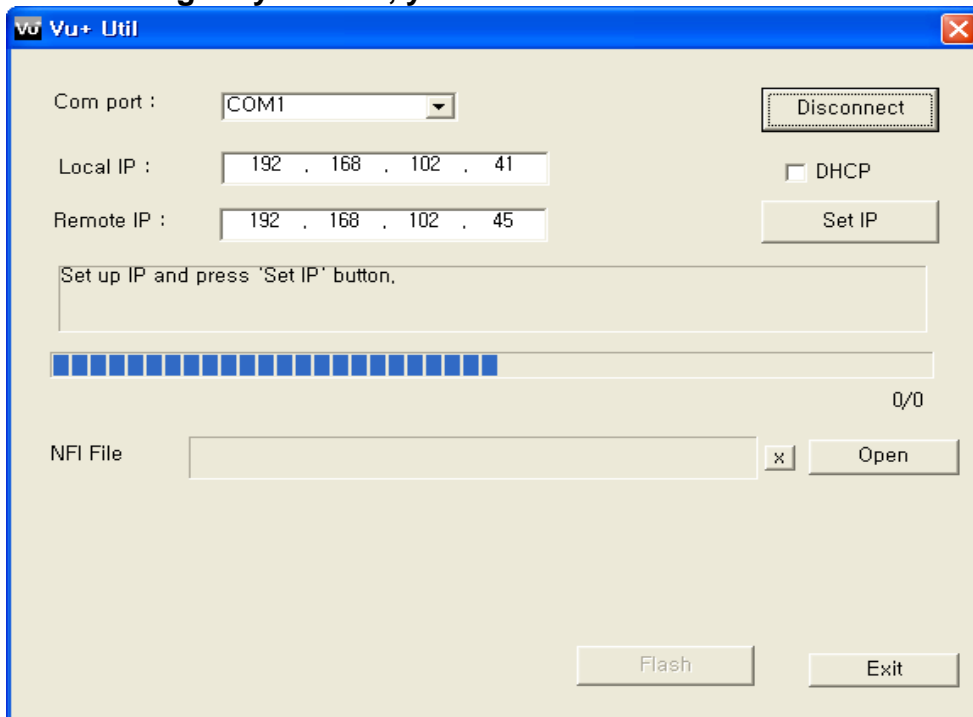 Vu+ Util
Com port : COM1 Disconnect
Local IP : 192 . 168 . 102 . 41 DHCP
Remote IP : 192 . 168 . 102 . 45 Set IP
Set up IP and press 'Set IP' button,
0/0
NFI File x Open
Flash Exit